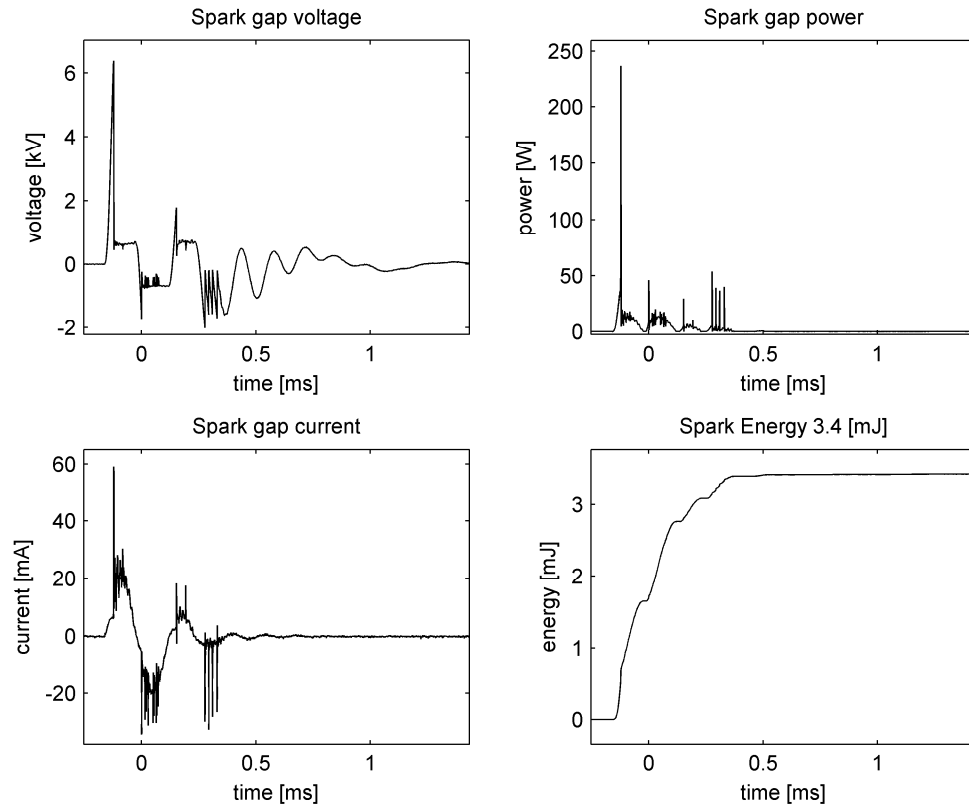 Spark gap voltage
6
4
2
0
-2
voltage [kV]
0
0.5
1
time [ms]
Spark gap power
250
200
150
100
50
0
power [W]
0
0.5
1
time [ms]
Spark gap current
60
40
20
0
-20
current [mA]
0
0.5
1
time [ms]
Spark Energy 3.4 [mJ]
3
2
1
0
energy [mJ]
0
0.5
1
time [ms]